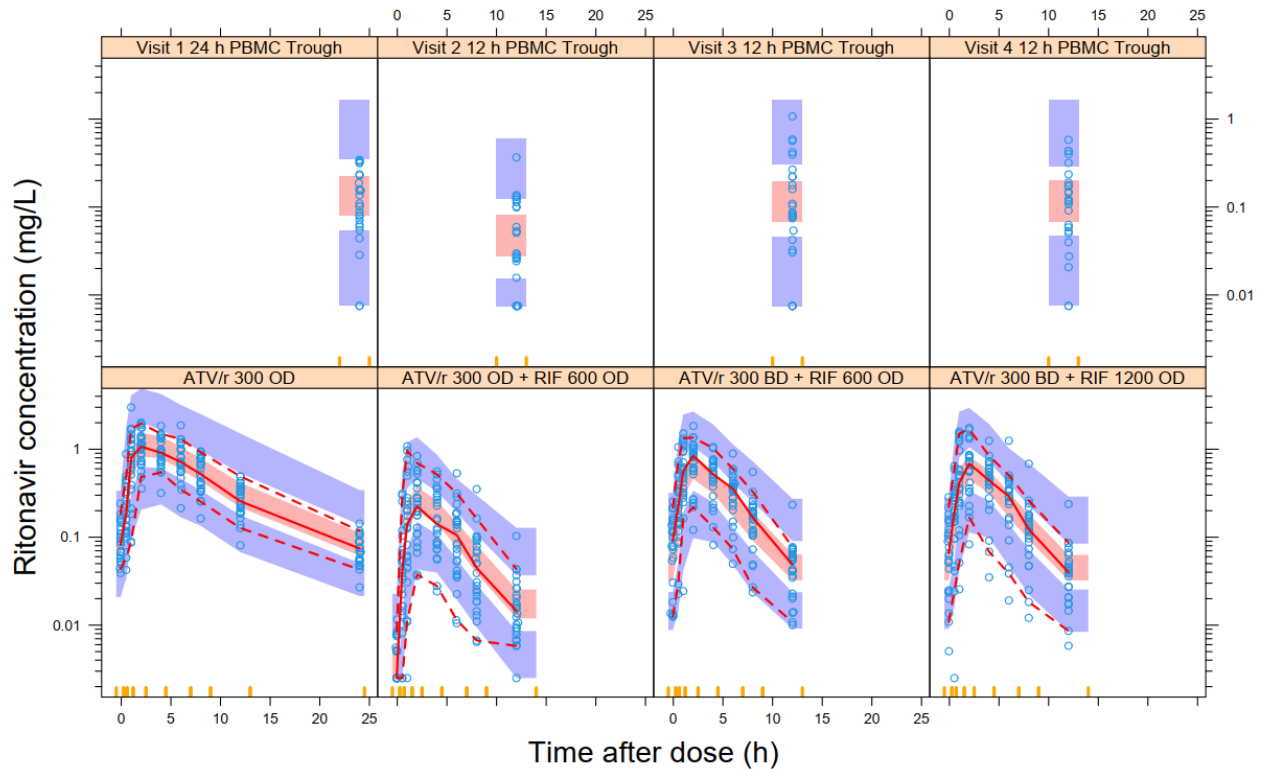 0 5 10 15 20 25 0 5 10 15 20 25
Visit 1 24 h PBMC Trough Visit 2 12 h PBMC Trough Visit 3 12 h PBMC Trough Visit 4 12 h PBMC Trough
1
0.1
0.01
Ritonavir concentration (mg/L)
ATV/r 300 OD ATV/r 300 OD + RIF 600 OD ATV/r 300 BD + RIF 600 OD ATV/r 300 BD + RIF 1200 OD
1
0.1
0.01
0 5 10 15 20 25 0 5 10 15 20 25
Time after dose (h)